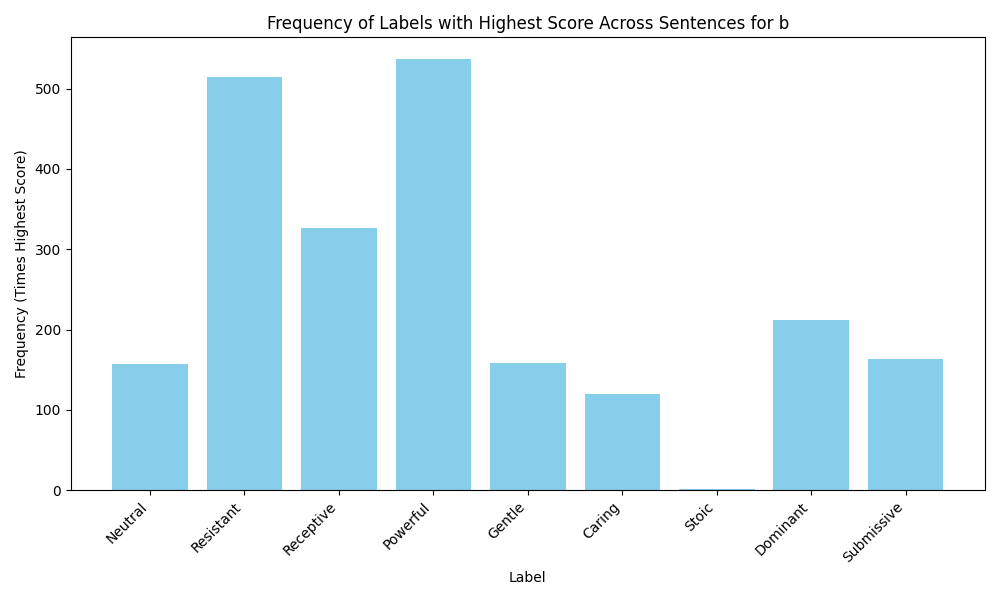 Frequency of Labels with Highest Score Across Sentences for b
Frequency (Times Highest Score)
500
400
300
200
100
0
Neutral
Resistant
Receptive
Powerful
Gentle
Caring
Stoic
Dominant
Submissive
Label